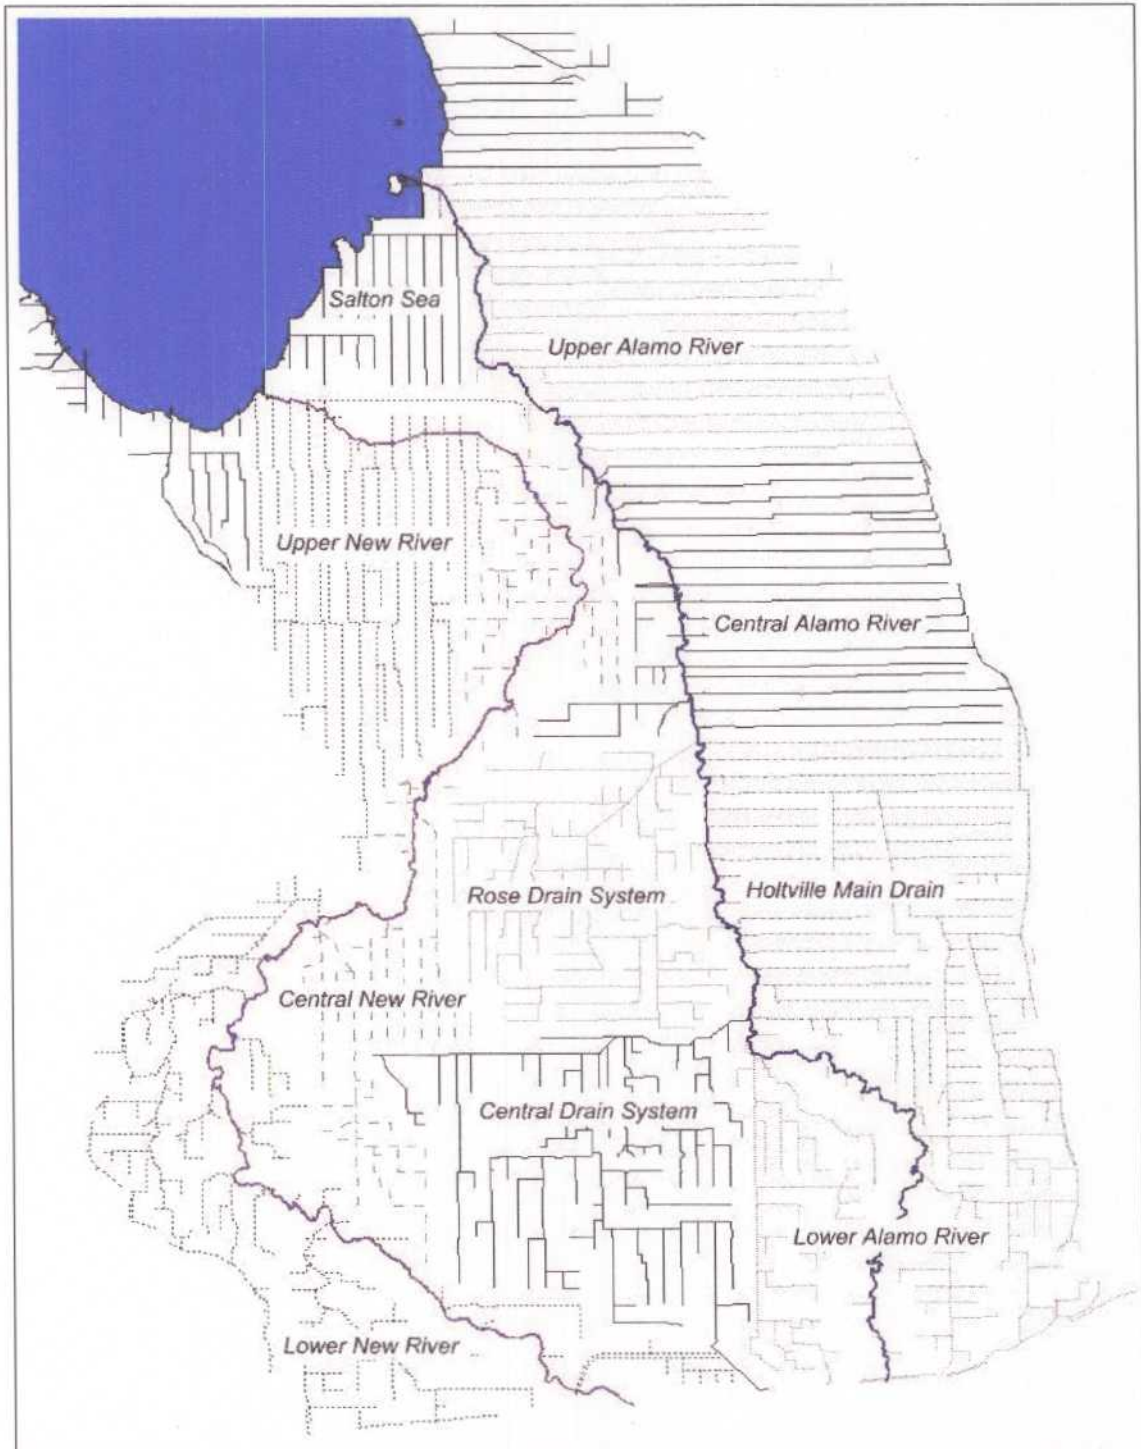 Salton Sea
Upper Alamo River
Upper New River
Central Alamo River
Rose Drain System
Holtville Main Drain
Central New River
Central Drain System
Lower Alamo River
Lower New River